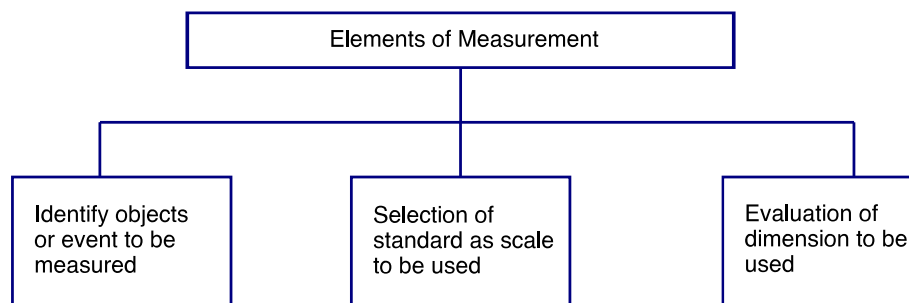 Elements of Measurement
Identify objects
or event to be
measured
Selection of
standard as scale
to be used
Evaluation of
dimension to be
used